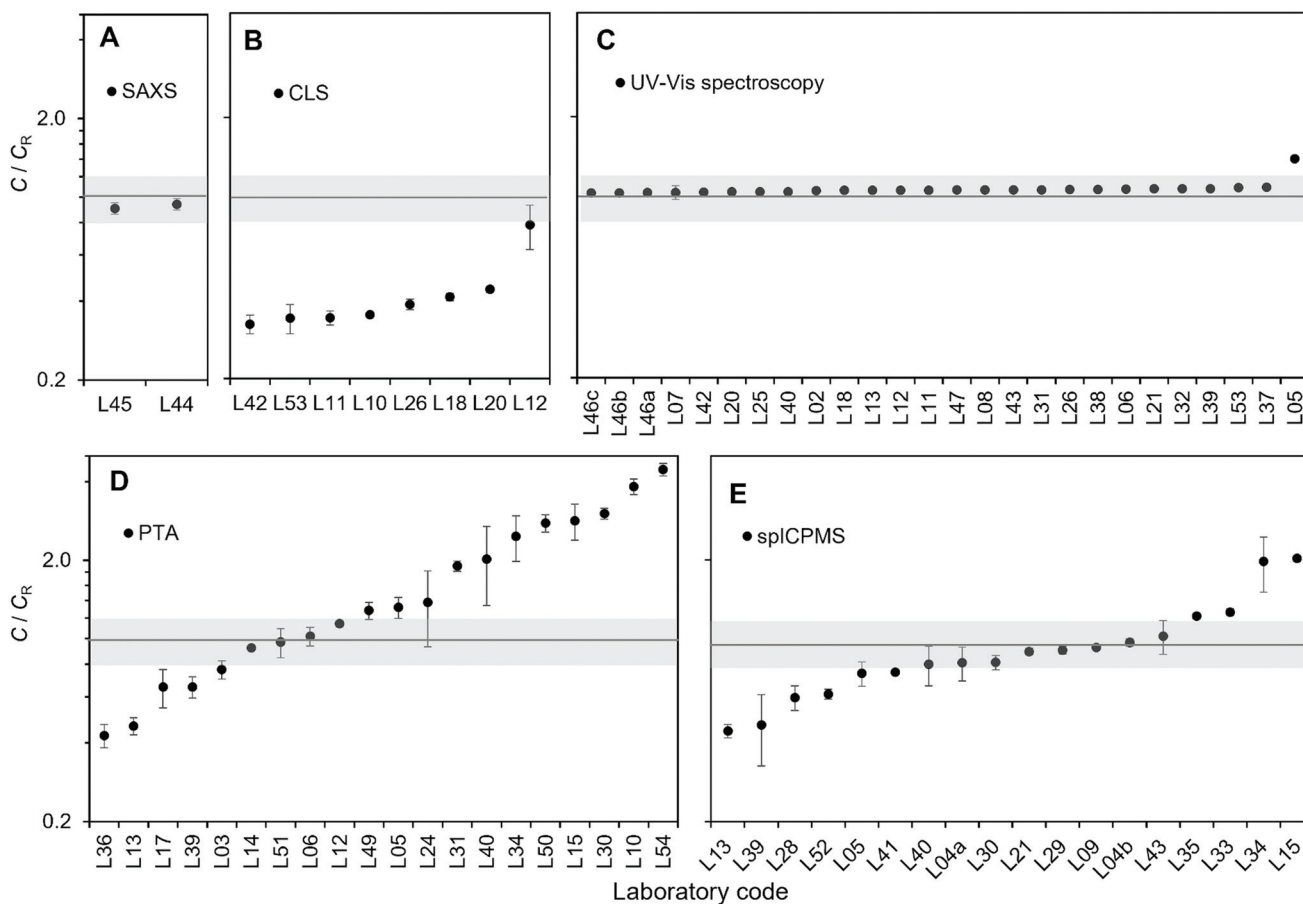 A
SAXS
B
CLS
C
UV-Vis spectroscopy
C / C_R
2.0
0.2
L45 L44
L42 L53 L11 L10 L26 L18 L20 L12
L46c L46b L46a L07 L42 L20 L25 L40 L02 L18 L13 L12 L11 L47 L08 L43 L31 L26 L38 L06 L21 L32 L39 L53 L37 L05
D
PTA
E
spICPMS
C / C_R
2.0
0.2
L36 L13 L17 L39 L03 L14 L51 L06 L12 L49 L05 L24 L31 L40 L34 L50 L15 L30 L10 L54
L13 L39 L28 L52 L05 L41 L40 L04a L30 L21 L29 L09 L04b L43 L35 L33 L34 L15
Laboratory code